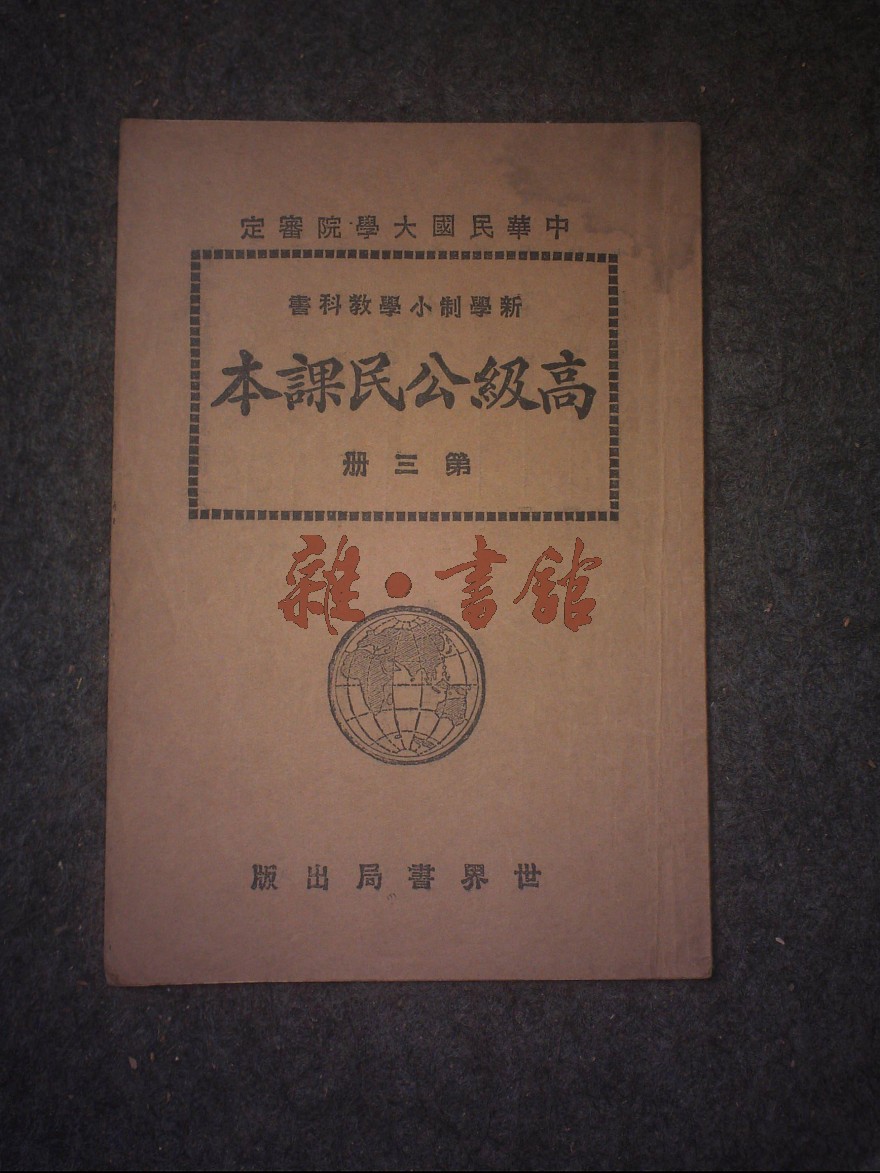 中華民國大學院審定
新學制小學教科書
高級公民課本
第三册
雜·書館
世界書局出版